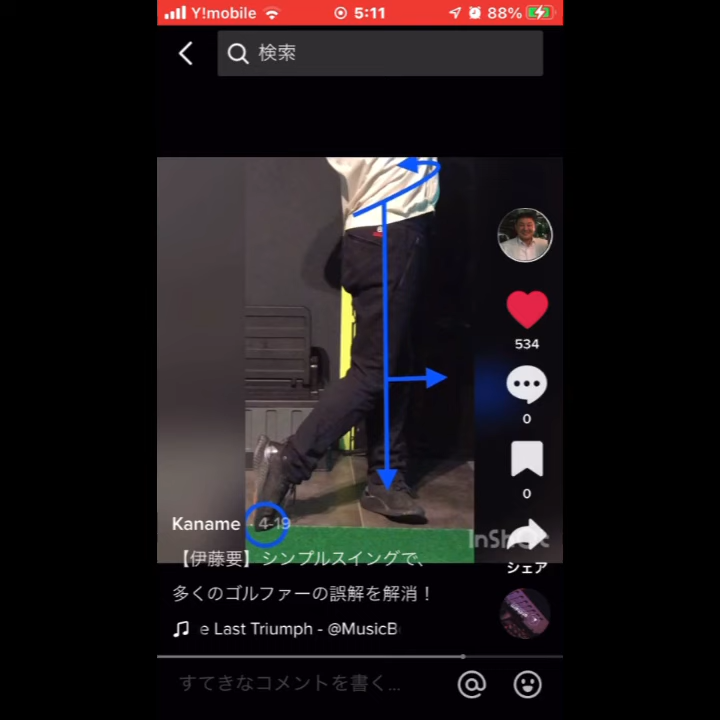 Y!mobile 5:11 88%
検索
534
0
0
シェア
Kaname - 4-19
【伊藤要】シンプルスイングで、
多くのゴルファーの誤解を解消！
e Last Triumph - @MusicB
すてきなコメントを書く...